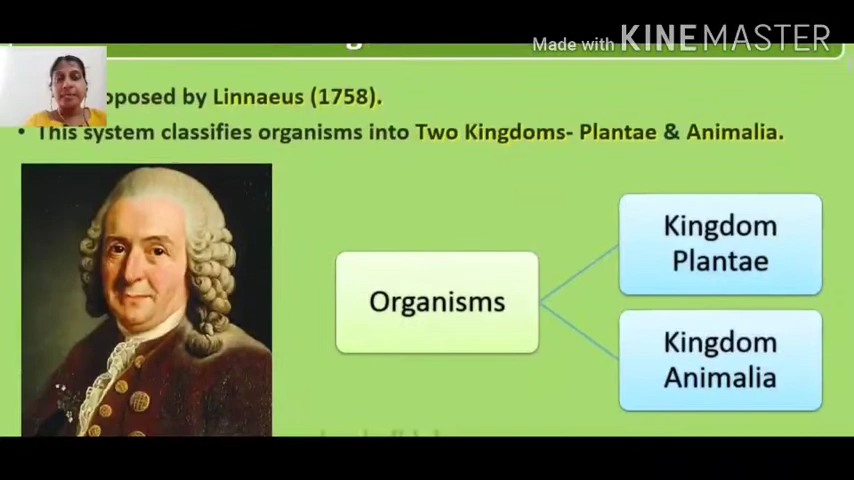 Made with KINEMASTER
oposed by Linnaeus (1758).
• This system classifies organisms into Two Kingdoms- Plantae & Animalia.
Kingdom
Plantae
Organisms
Kingdom
Animalia